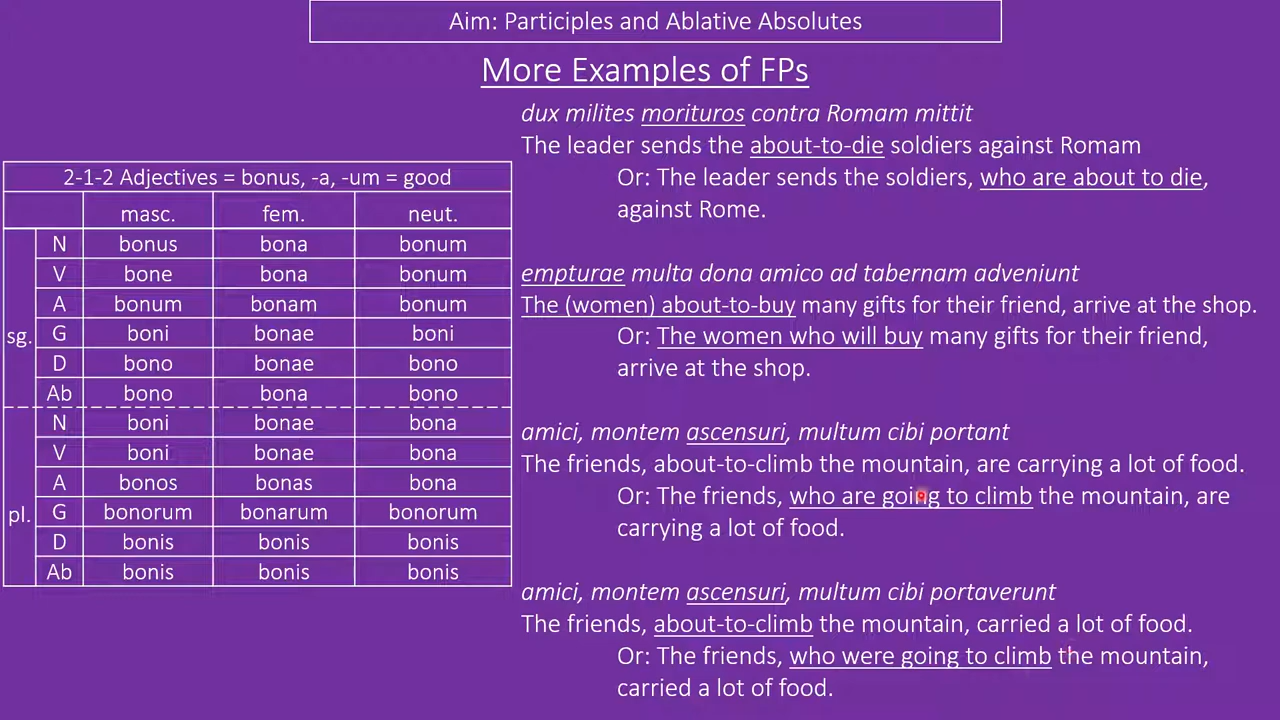 Aim: Participles and Ablative Absolutes
More Examples of FPs
2-1-2 Adjectives = bonus, -a, -um = good
masc. fem. neut.
sg.
N bonus bona bonum
V bone bona bonum
A bonum bonam bonum
G boni bonae boni
D bono bonae bono
Ab bono bona bono
pl.
N boni bonae bona
V boni bonae bona
A bonos bonas bona
G bonorum bonarum bonorum
D bonis bonis bonis
Ab bonis bonis bonis
dux milites morituros contra Romam mittit
The leader sends the about-to-die soldiers against Romam
Or: The leader sends the soldiers, who are about to die,
against Rome.
empturae multa dona amico ad tabernam adveniunt
The (women) about-to-buy many gifts for their friend, arrive at the shop.
Or: The women who will buy many gifts for their friend,
arrive at the shop.
amici, montem ascensuri, multum cibi portant
The friends, about-to-climb the mountain, are carrying a lot of food.
Or: The friends, who are going to climb the mountain, are
carrying a lot of food.
amici, montem ascensuri, multum cibi portaverunt
The friends, about-to-climb the mountain, carried a lot of food.
Or: The friends, who were going to climb the mountain,
carried a lot of food.